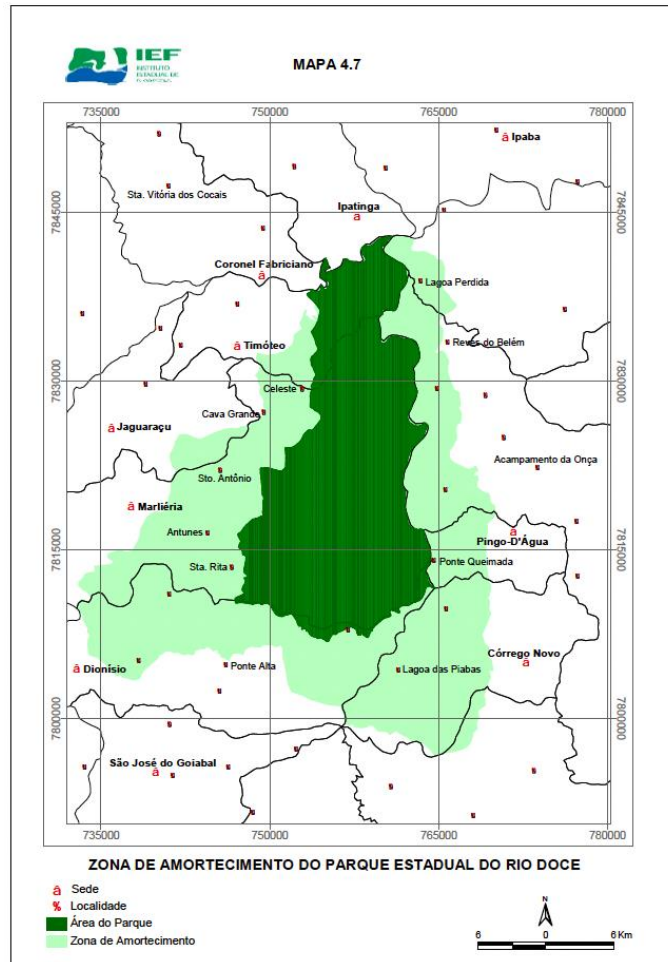 IEF
INSTITUTO
ESTADUAL DE
MAPA 4.7
735000 750000 765000 780000
â Ipaba
Sta. Vitória dos Cocais
7845000 7845000
Ipatinga
â
Coronel Fabriciano
â
Lagoa Perdida
â Timóteo
Revés do Belém
7830000 7830000
Celeste
Cava Grande
â Jaguaraçu
Acampamento da Onça
Sto. Antônio
â
Marliéria
Antunes
â
Pingo-D'Água
7815000 7815000
Sta. Rita
Ponte Queimada
Córrego Novo
â
â Dionísio
Ponte Alta
Lagoa das Piabas
7800000 7800000
São José do Goiabal
â
735000 750000 765000 780000
ZONA DE AMORTECIMENTO DO PARQUE ESTADUAL DO RIO DOCE
â Sede
% Localidade
Área do Parque
Zona de Amortecimento
N
6 0 6 Km